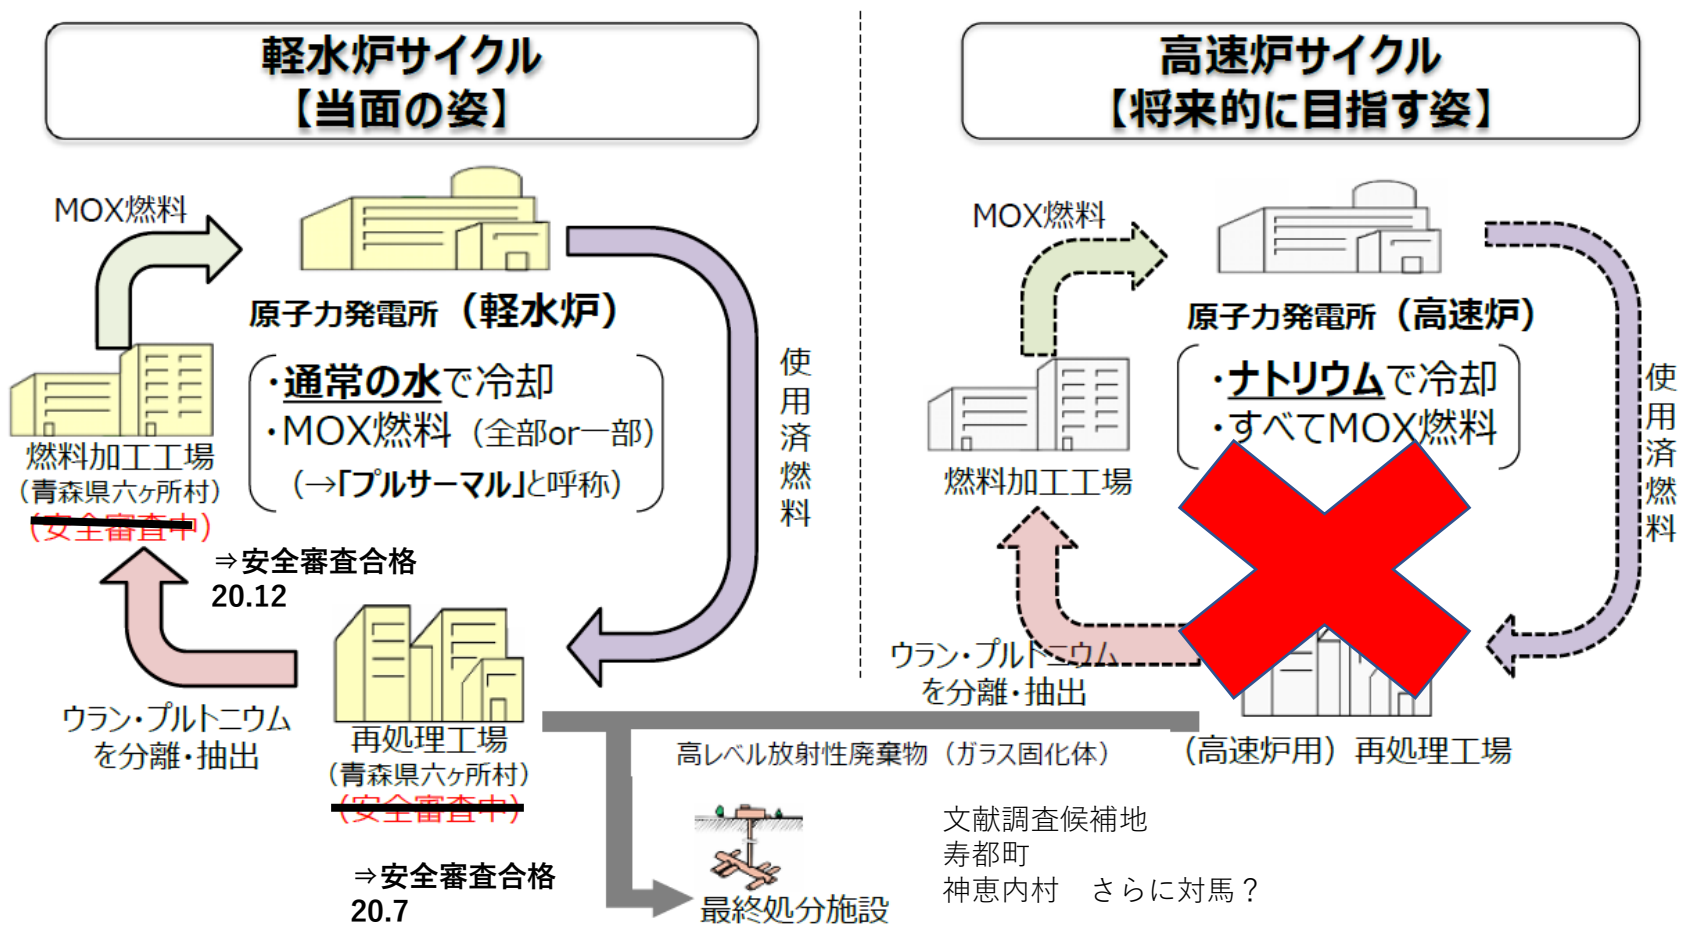 軽水炉サイクル
【当面の姿】
MOX燃料
原子力発電所（軽水炉）
・通常の水で冷却
・MOX燃料（全部or一部）
（→「プルサーマル」と呼称）
使用済燃料
燃料加工工場
（青森県六ヶ所村）
（安全審査中）
⇒安全審査合格
20.12
ウラン・プルトニウム
を分離・抽出
再処理工場
（青森県六ヶ所村）
（安全審査中）
⇒安全審査合格
20.7
高速炉サイクル
【将来的に目指す姿】
MOX燃料
原子力発電所（高速炉）
・ナトリウムで冷却
・すべてMOX燃料
使用済燃料
燃料加工工場
ウラン・プルトニウム
を分離・抽出
（高速炉用）再処理工場
高レベル放射性廃棄物（ガラス固化体）
最終処分施設
文献調査候補地
寿都町
神恵内村　さらに対馬？